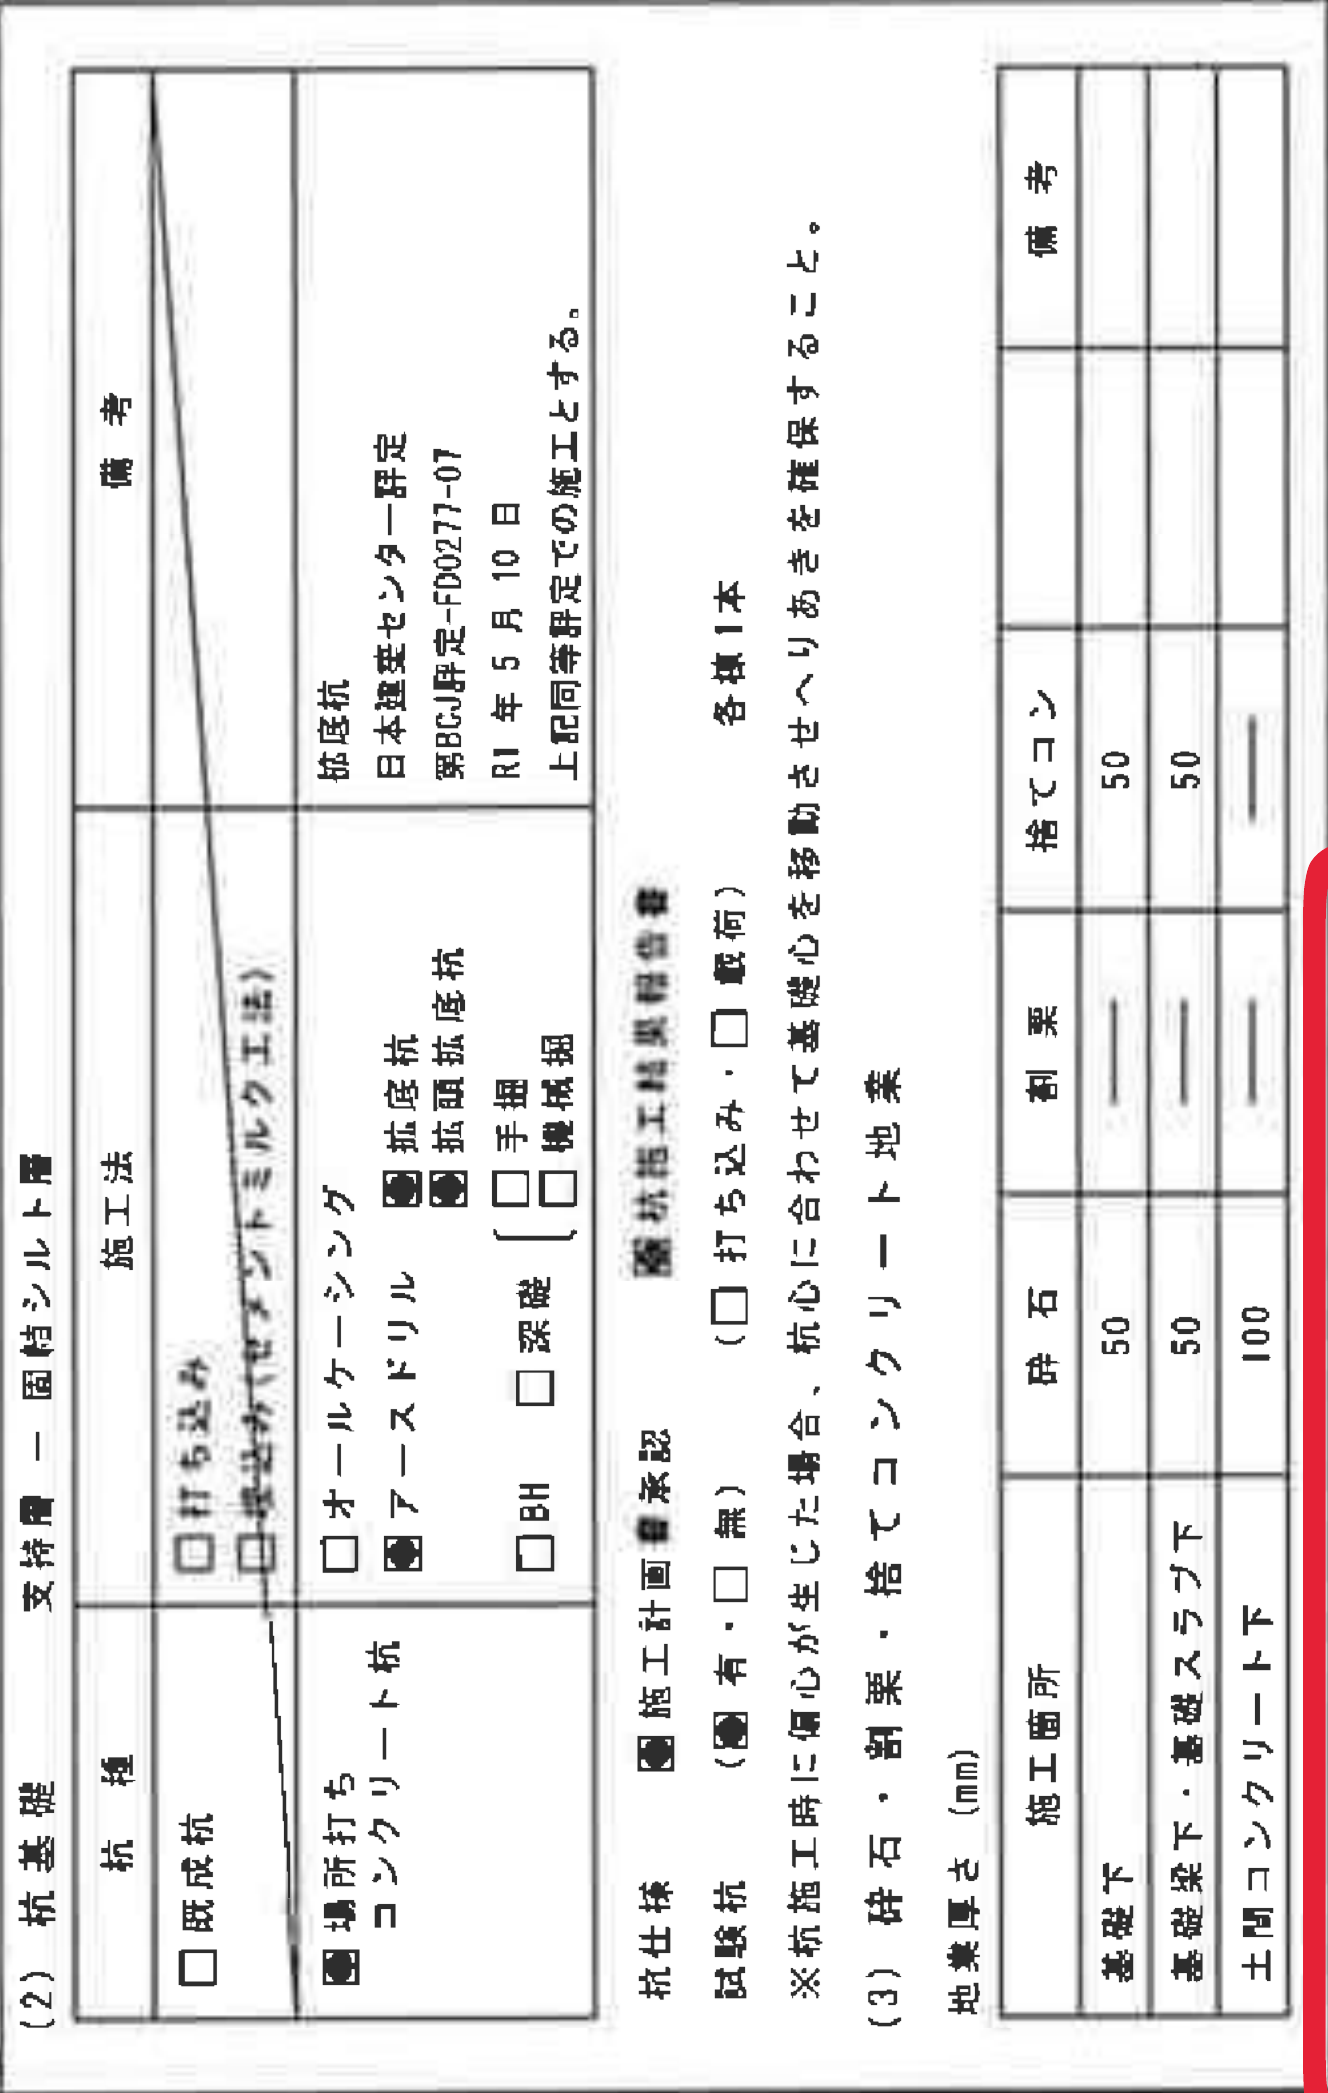 (2) 杭基礎 支持層 ー 固結シルト層
杭 種 施工法 備 考
□ 既成杭 □ 打ち込み
□ 埋込み(セメントミルク工法)
■ 場所打ち
コンクリート杭
□ オールケーシング
■ アースドリル ■ 拡底杭
■ 拡頭拡底杭
□ BH □ 深礎 ( □ 手掘
□ 機械掘 )
拡底杭
日本建築センター評定
第BCJ評定-FD0277-07
R1 年 5 月 10 日
上記同等評定での施工とする。
杭仕様 ■ 施工計画書承認 ■ 杭施工結果報告書
試験杭 (■ 有・□ 無) (□ 打ち込み・□ 載荷) 各棟1本
※杭施工時に偏心が生じた場合、杭心に合わせて基礎心を移動させへりあきを確保すること。
(3) 砕石・割栗・捨てコンクリート地業
地業厚さ (mm)
施工箇所 砕 石 割 栗 捨てコン 備 考
基礎下 50 ― 50
基礎梁下・基礎スラブ下 50 ― 50
土間コンクリート下 100 ― ―